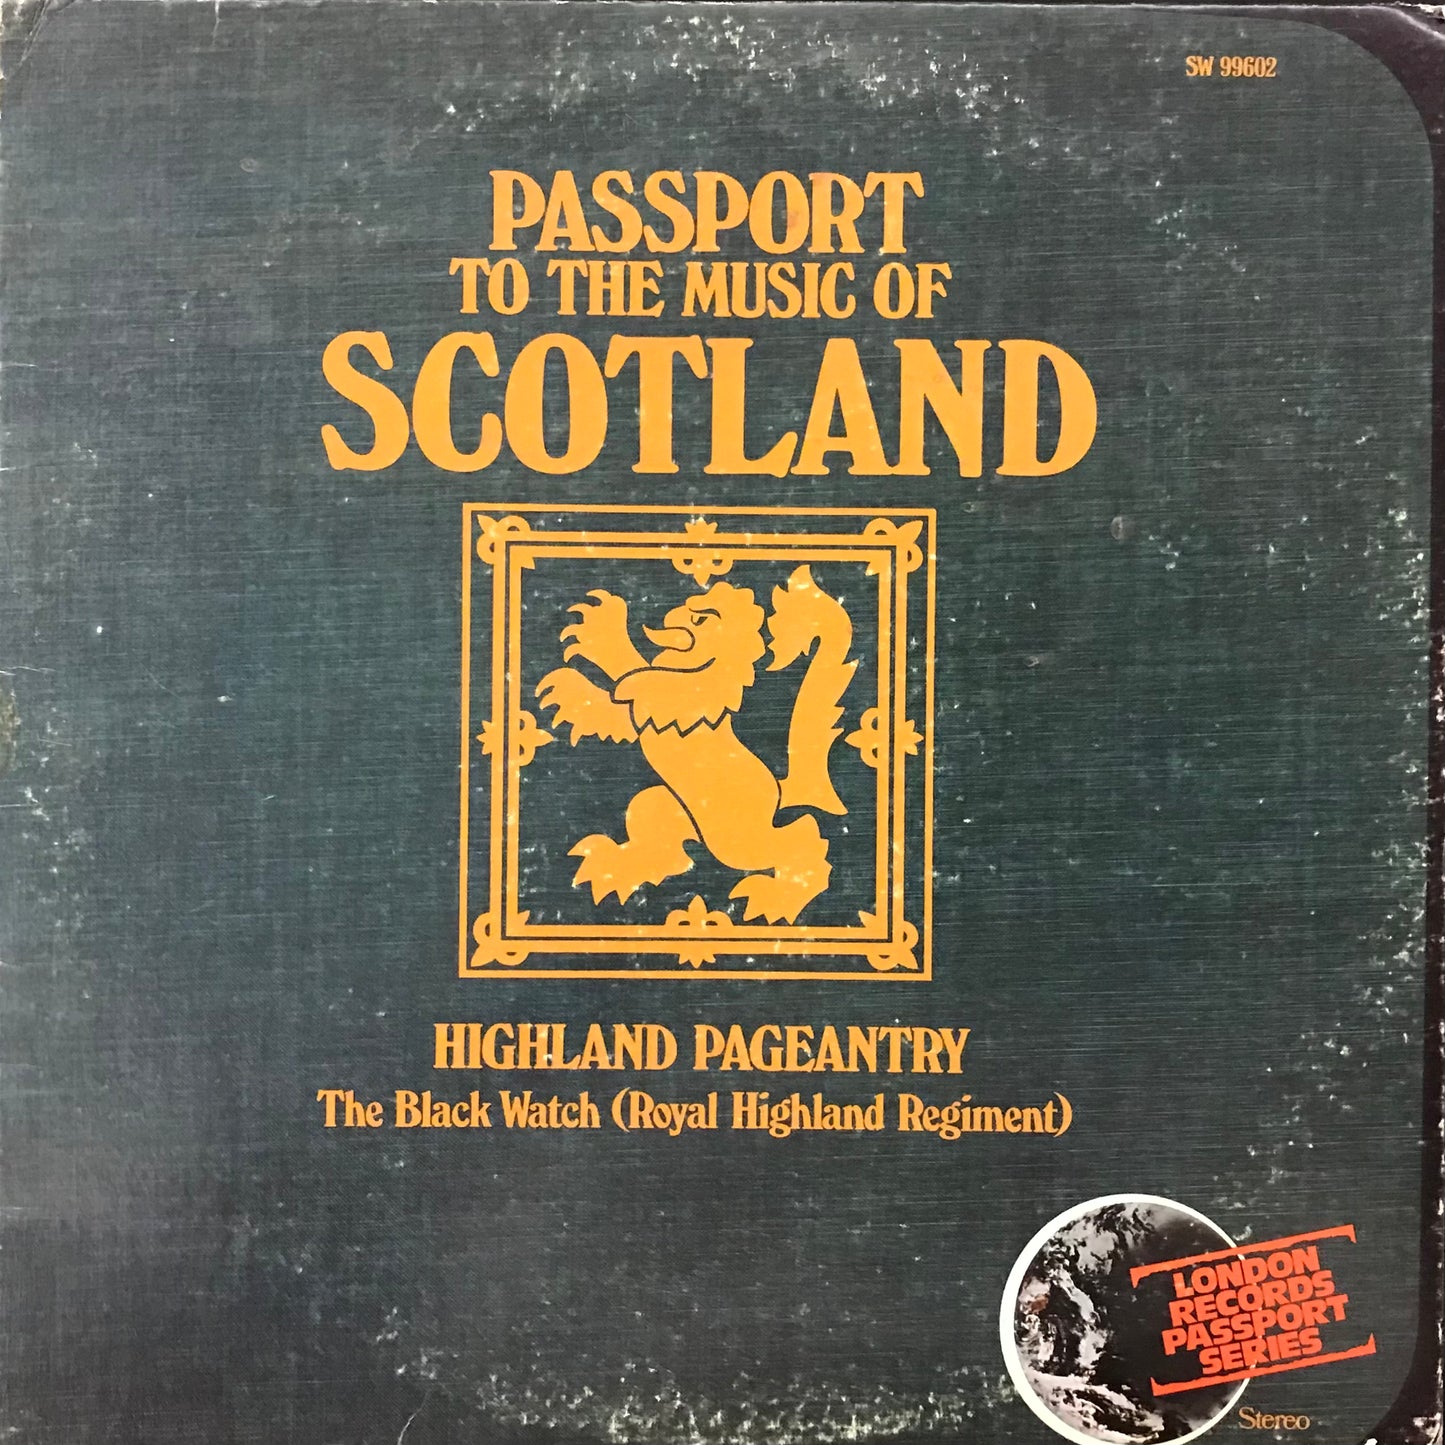 SW 99602
PASSPORT
TO THE MUSIC OF
SCOTLAND
HIGHLAND PAGEANTRY
The Black Watch (Royal Highland Regiment)
LONDON
RECORDS
PASSPORT
SERIES
Stereo